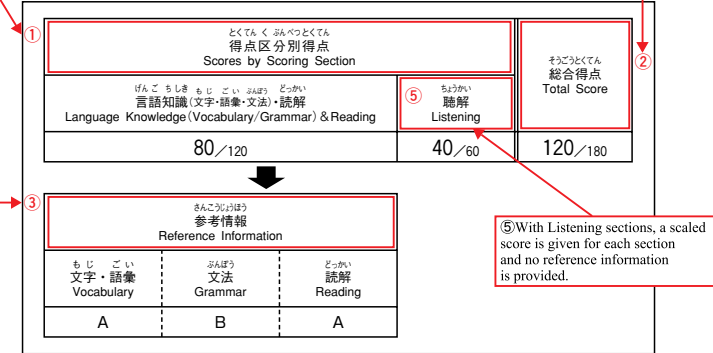 ①
とくてん く ぶんべつとくてん
得点区分別得点
Scores by Scoring Section
②
そうごうとくてん
総合得点
Total Score
げんご ちしき もじ ごい ぶんぽう どっかい
言語知識(文字・語彙・文法)・読解
Language Knowledge(Vocabulary/Grammar)&Reading
⑤
ちょうかい
聴解
Listening
80/120
40/60
120/180
③
さんこうじょうほう
参考情報
Reference Information
もじ ごい
文字・語彙
Vocabulary
ぶんぽう
文法
Grammar
どっかい
読解
Reading
A
B
A
⑤With Listening sections, a scaled
score is given for each section
and no reference information
is provided.